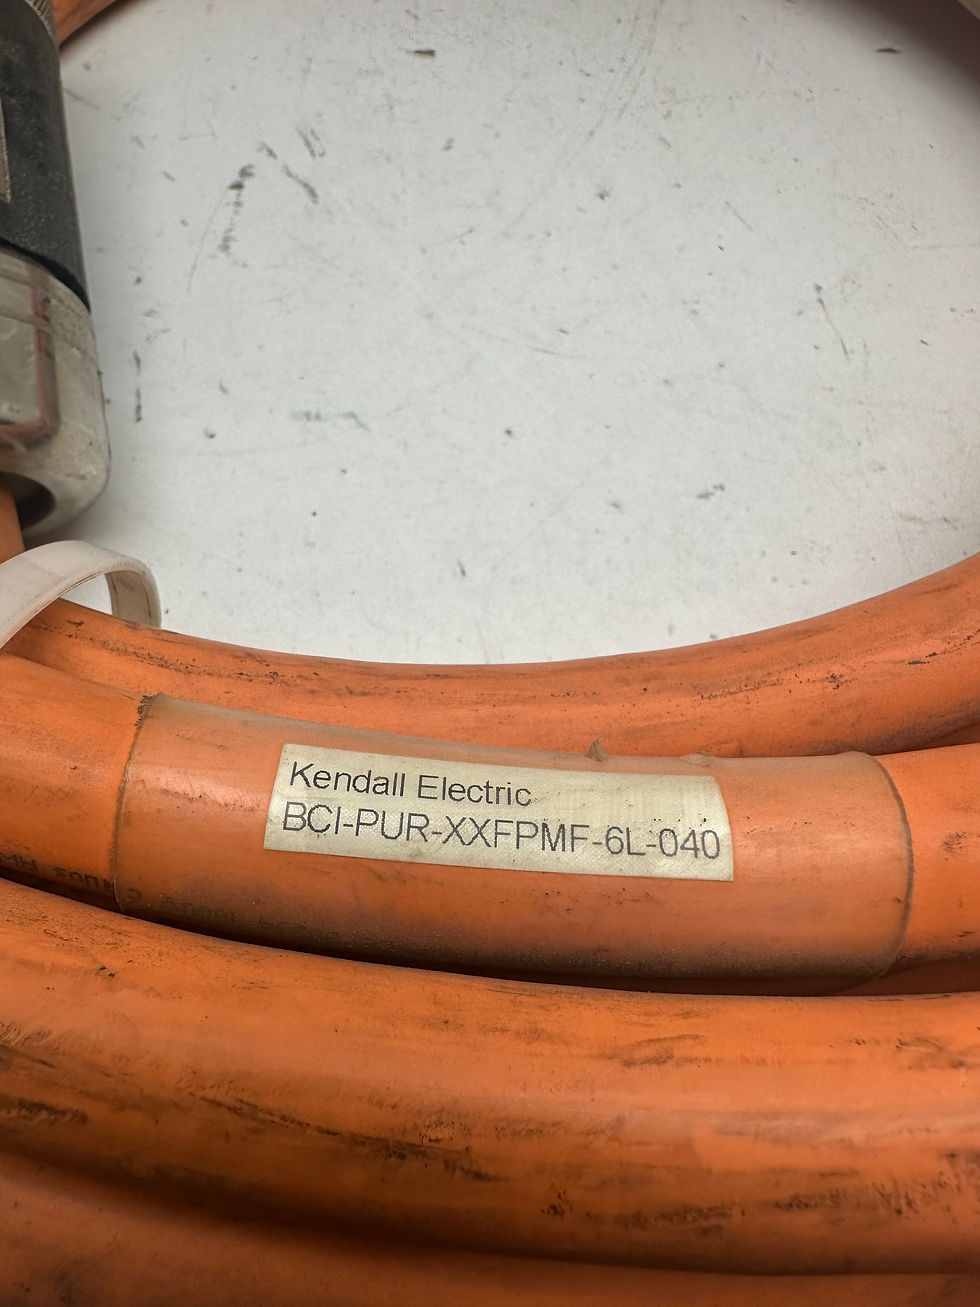 Kendall Electric
BCI-PUR-XXFPMF-6L-040